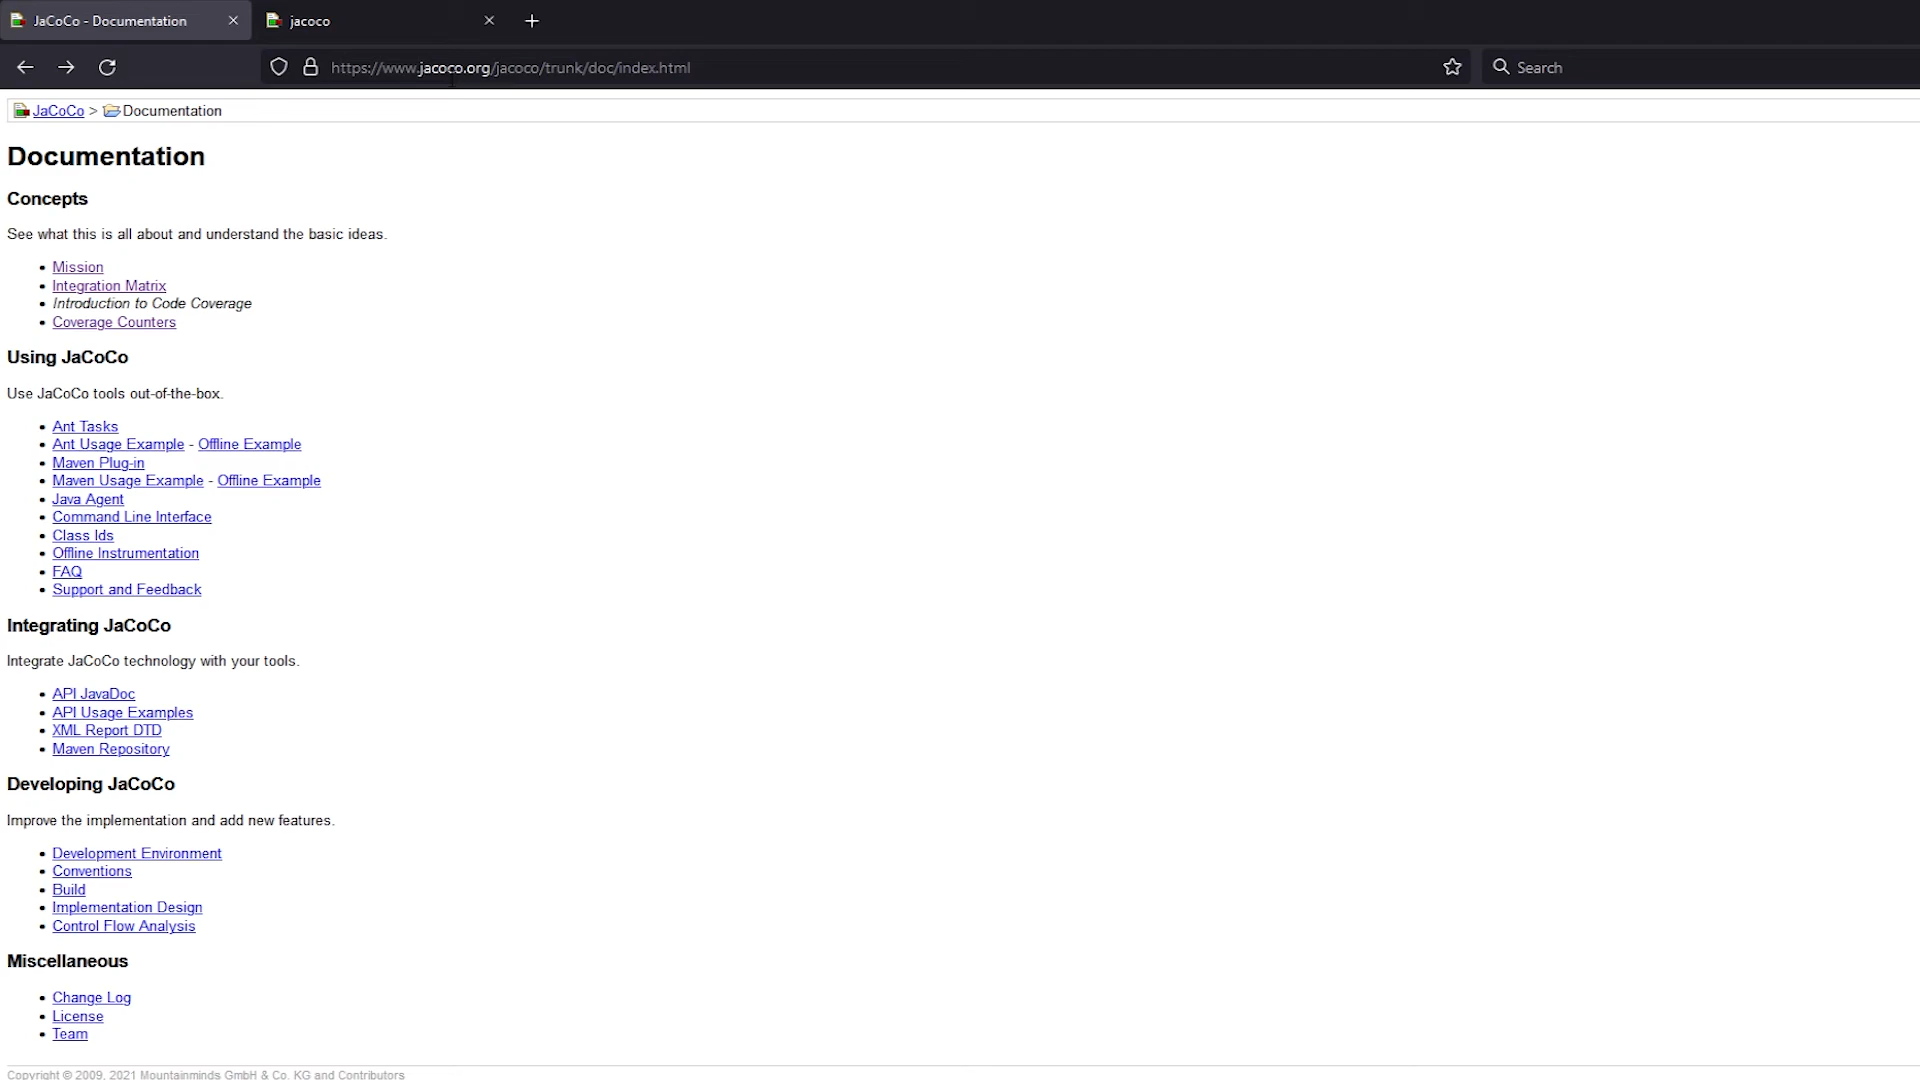 JaCoCo - Documentation
jacoco
https://www.jacoco.org/jacoco/trunk/doc/index.html
Search
JaCoCo > Documentation
Documentation
Concepts
See what this is all about and understand the basic ideas.
• Mission
• Integration Matrix
• Introduction to Code Coverage
• Coverage Counters
Using JaCoCo
Use JaCoCo tools out-of-the-box.
• Ant Tasks
• Ant Usage Example - Offline Example
• Maven Plug-in
• Maven Usage Example - Offline Example
• Java Agent
• Command Line Interface
• Class Ids
• Offline Instrumentation
• FAQ
• Support and Feedback
Integrating JaCoCo
Integrate JaCoCo technology with your tools.
• API JavaDoc
• API Usage Examples
• XML Report DTD
• Maven Repository
Developing JaCoCo
Improve the implementation and add new features.
• Development Environment
• Conventions
• Build
• Implementation Design
• Control Flow Analysis
Miscellaneous
• Change Log
• License
• Team
Copyright © 2009, 2021 Mountainminds GmbH & Co. KG and Contributors